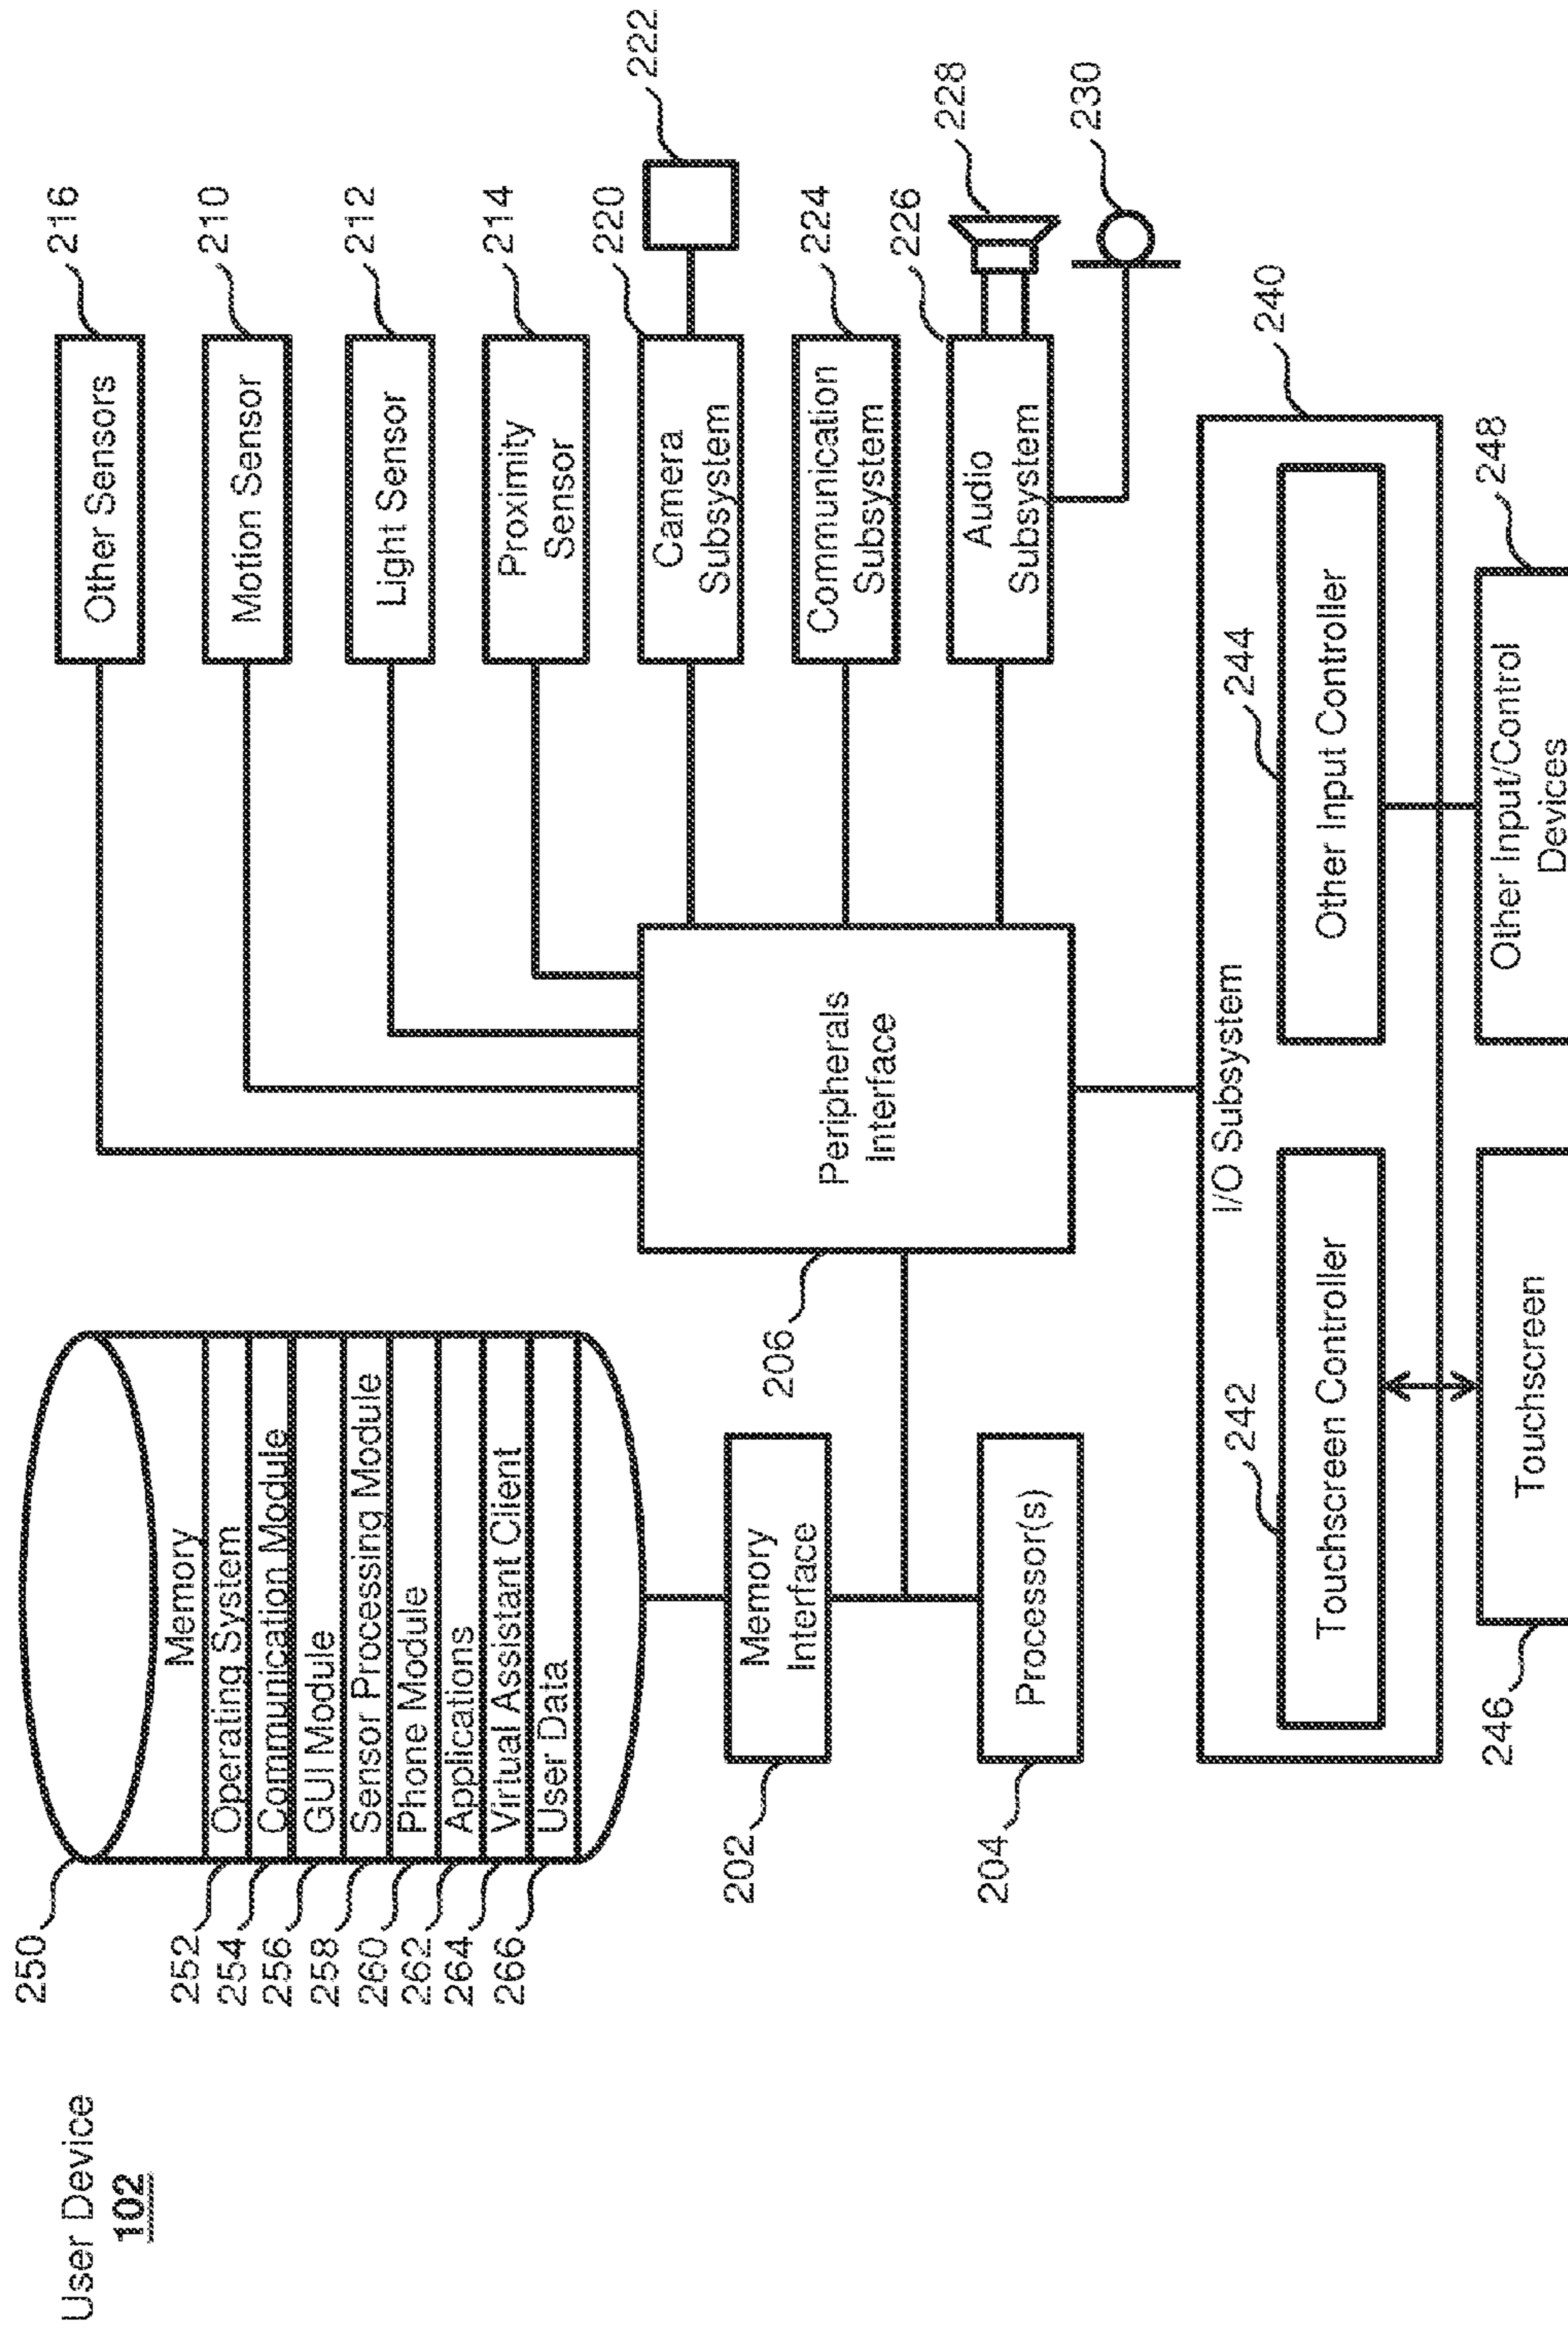 User Device
102
250
Memory
252
Operating System
254
Communication Module
256
GUI Module
258
Sensor Processing Module
260
Phone Module
262
Applications
264
Virtual Assistant Client
266
User Data
202
Memory
Interface
204
Processor(s)
206
Peripherals
Interface
Other Sensors
216
Motion Sensor
210
Light Sensor
212
Proximity
Sensor
214
Camera
Subsystem
220
222
Communication
Subsystem
224
Audio
Subsystem
226
228
230
I/O Subsystem
240
242
Touchscreen Controller
244
Other Input Controller
246
Touchscreen
Other Input/Control
Devices
248